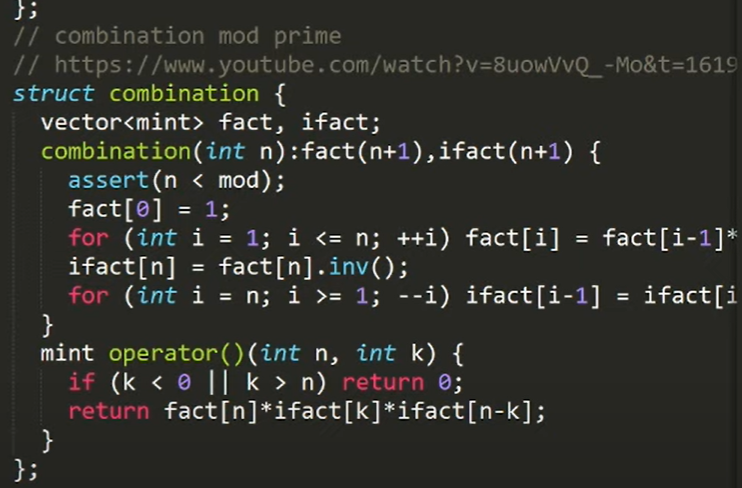 };
// combination mod prime
// https://www.youtube.com/watch?v=8uowVvQ_-Mo&t=1619
struct combination {
  vector<mint> fact, ifact;
  combination(int n):fact(n+1),ifact(n+1) {
    assert(n < mod);
    fact[0] = 1;
    for (int i = 1; i <= n; ++i) fact[i] = fact[i-1]*
    ifact[n] = fact[n].inv();
    for (int i = n; i >= 1; --i) ifact[i-1] = ifact[i
  }
  mint operator()(int n, int k) {
    if (k < 0 || k > n) return 0;
    return fact[n]*ifact[k]*ifact[n-k];
  }
};